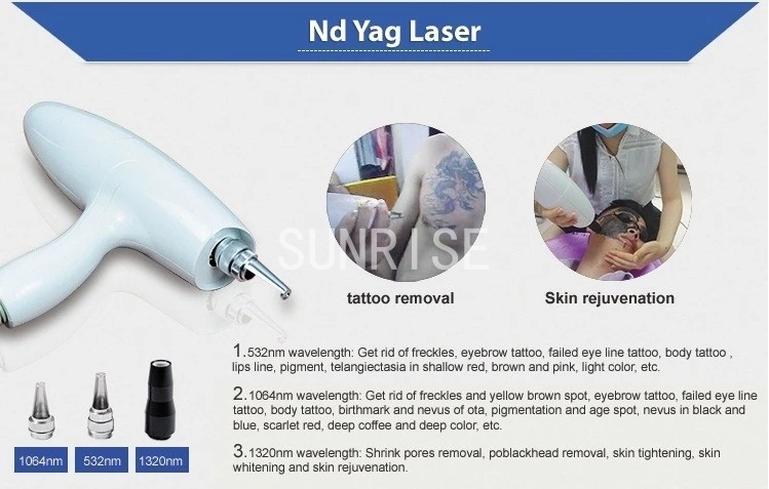 Nd Yag Laser
SUNRISE
tattoo removal
Skin rejuvenation
1.532nm wavelength: Get rid of freckles, eyebrow tattoo, failed eye line tattoo, body tattoo ,
lips line, pigment, telangiectasia in shallow red, brown and pink, light color, etc.
2.1064nm wavelength: Get rid of freckles and yellow brown spot, eyebrow tattoo, failed eye line
tattoo, body tattoo, birthmark and nevus of ota, pigmentation and age spot, nevus in black and
blue, scarlet red, deep coffee and deep color, etc.
3.1320nm wavelength: Shrink pores removal, poblackhead removal, skin tightening, skin
whitening and skin rejuvenation.
1064nm
532nm
1320nm